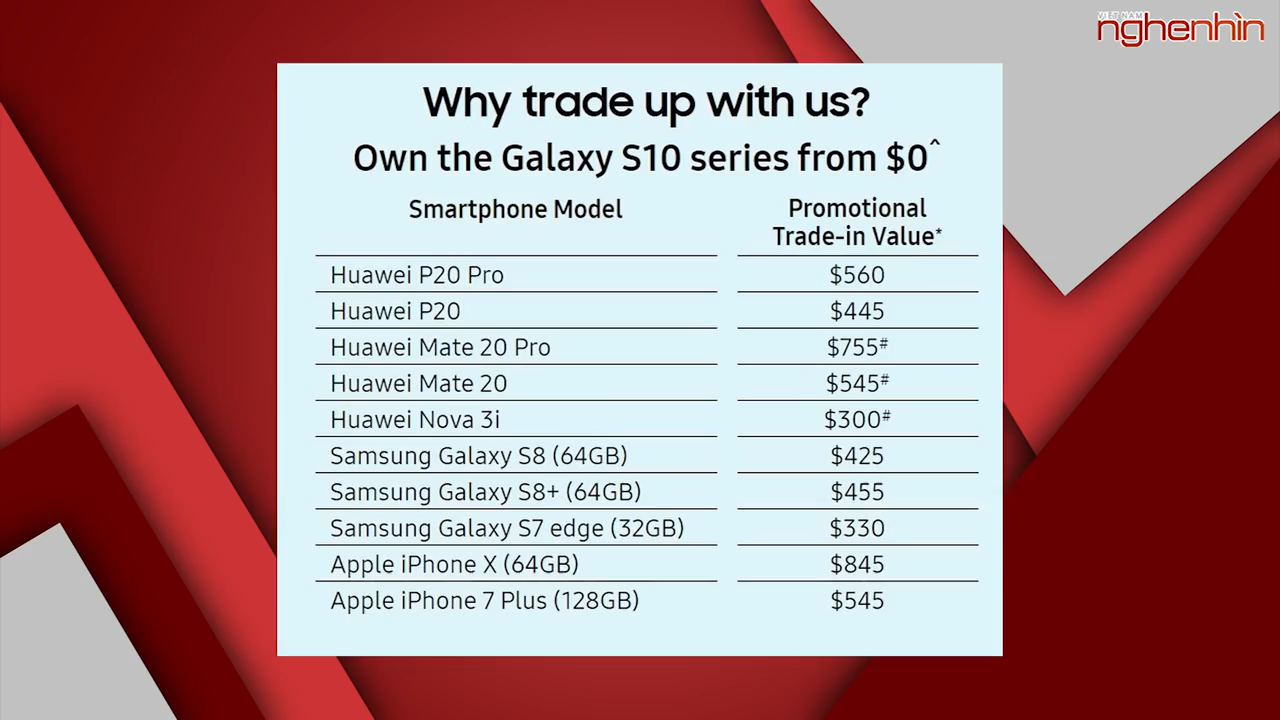 VIET NAM
nghenhìn
Why trade up with us?
Own the Galaxy S10 series from $0^
Smartphone Model Promotional
Trade-in Value*
Huawei P20 Pro $560
Huawei P20 $445
Huawei Mate 20 Pro $755#
Huawei Mate 20 $545#
Huawei Nova 3i $300#
Samsung Galaxy S8 (64GB) $425
Samsung Galaxy S8+ (64GB) $455
Samsung Galaxy S7 edge (32GB) $330
Apple iPhone X (64GB) $845
Apple iPhone 7 Plus (128GB) $545